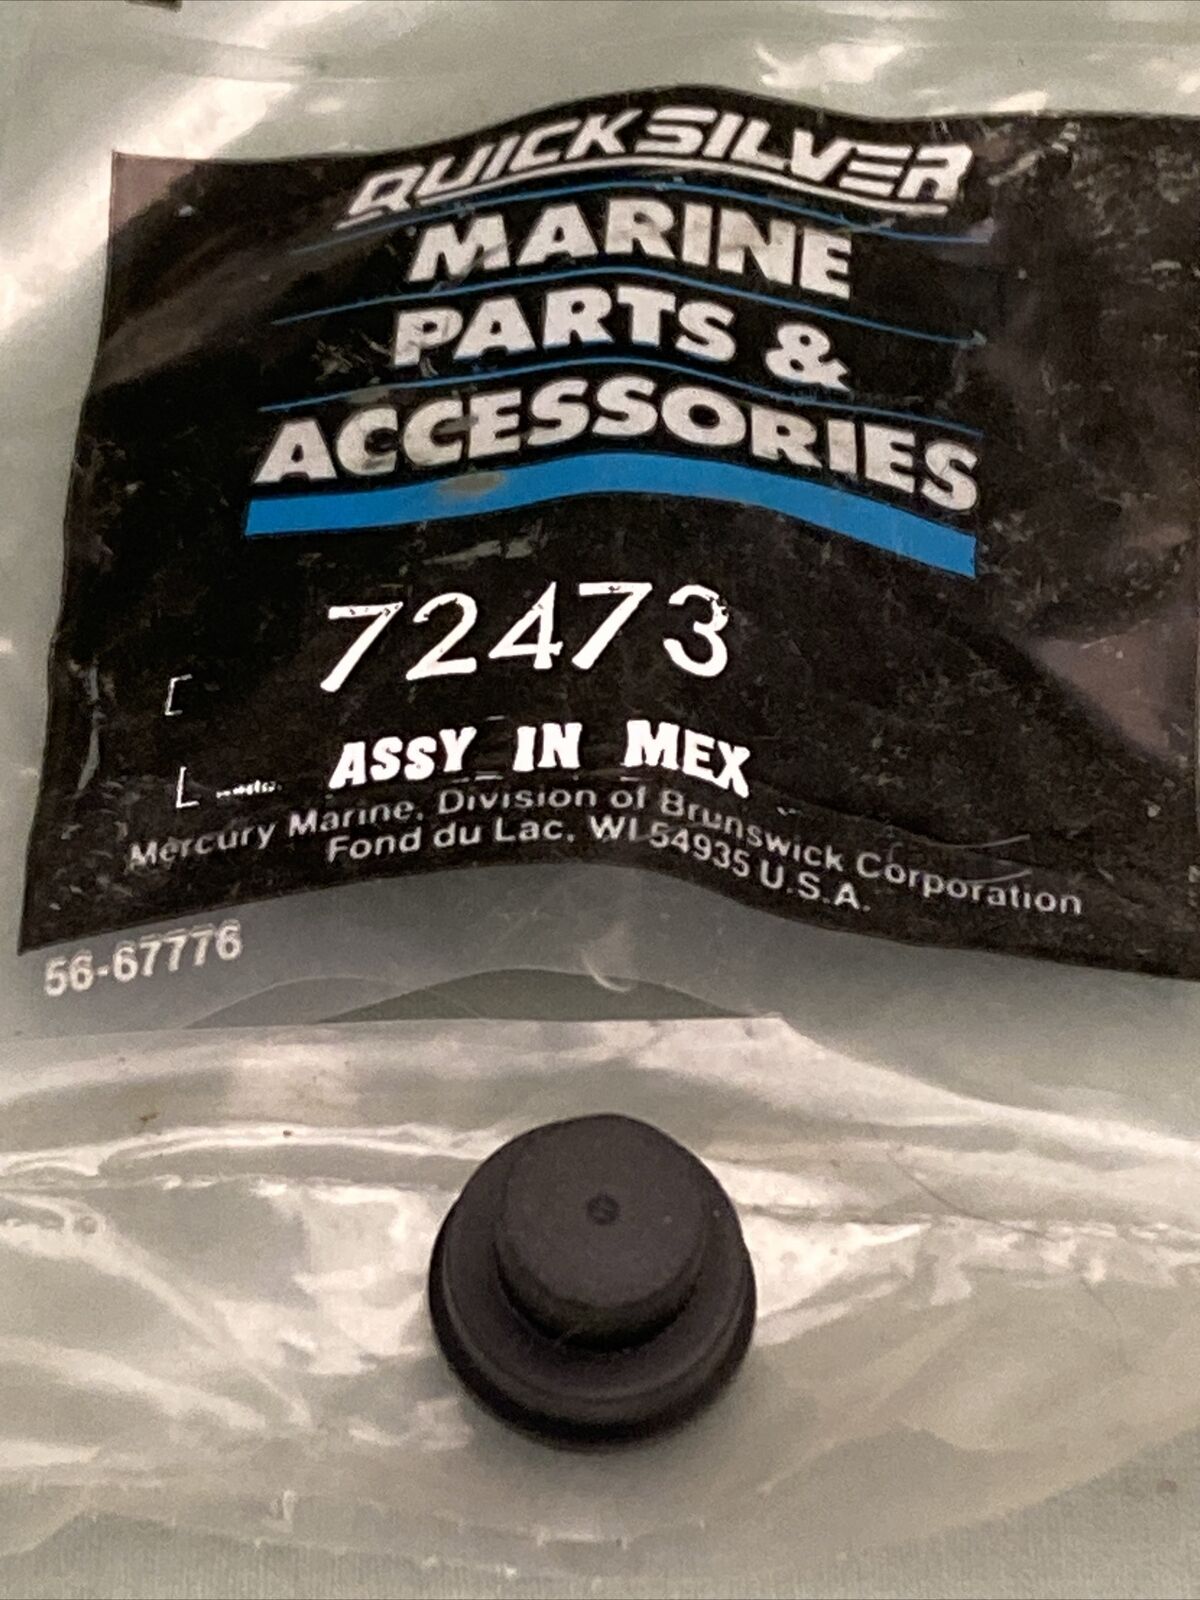 QUICKSILVER
MARINE
PARTS &
ACCESSORIES
72473
ASSY IN MEX
Mercury Marine, Division of Brunswick Corporation
Fond du Lac, WI 54935 U.S.A.
56-67776